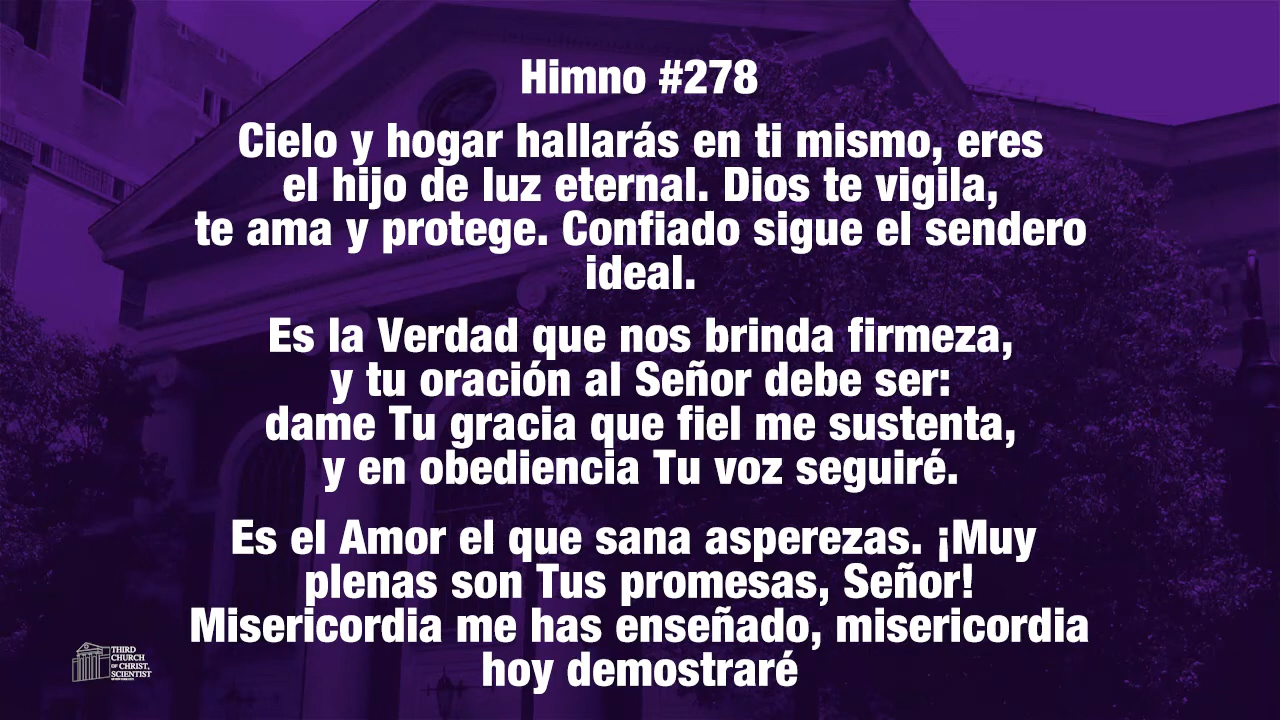 Himno #278
Cielo y hogar hallarás en ti mismo, eres
el hijo de luz eternal. Dios te vigila,
te ama y protege. Confiado sigue el sendero
ideal.
Es la Verdad que nos brinda firmeza,
y tu oración al Señor debe ser:
dame Tu gracia que fiel me sustenta,
y en obediencia Tu voz seguiré.
Es el Amor el que sana asperezas. ¡Muy
plenas son Tus promesas, Señor!
Misericordia me has enseñado, misericordia
hoy demostraré
THIRD
CHURCH
OF CHRIST,
SCIENTIST